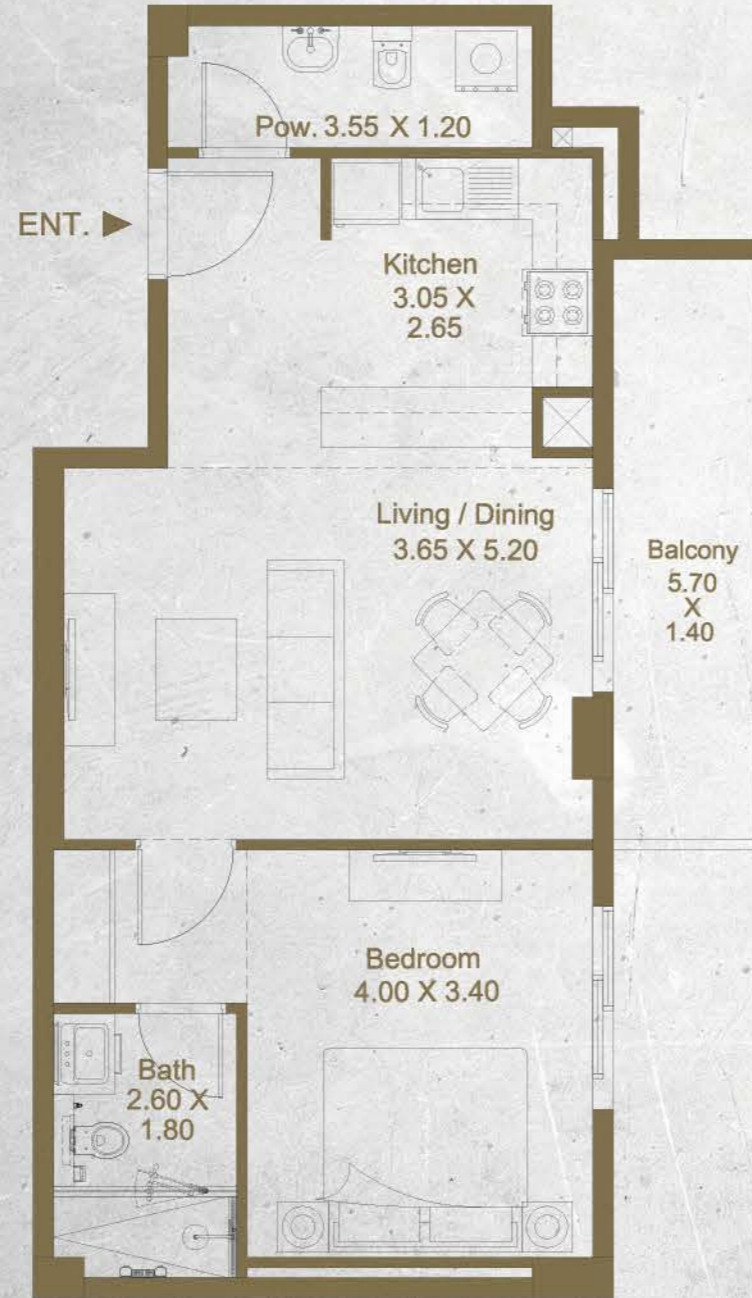 Pow. 3.55 X 1.20
ENT.
Kitchen
3.05 X
2.65
Living / Dining
3.65 X 5.20
Balcony
5.70
X
1.40
Bedroom
4.00 X 3.40
Bath
2.60 X
1.80